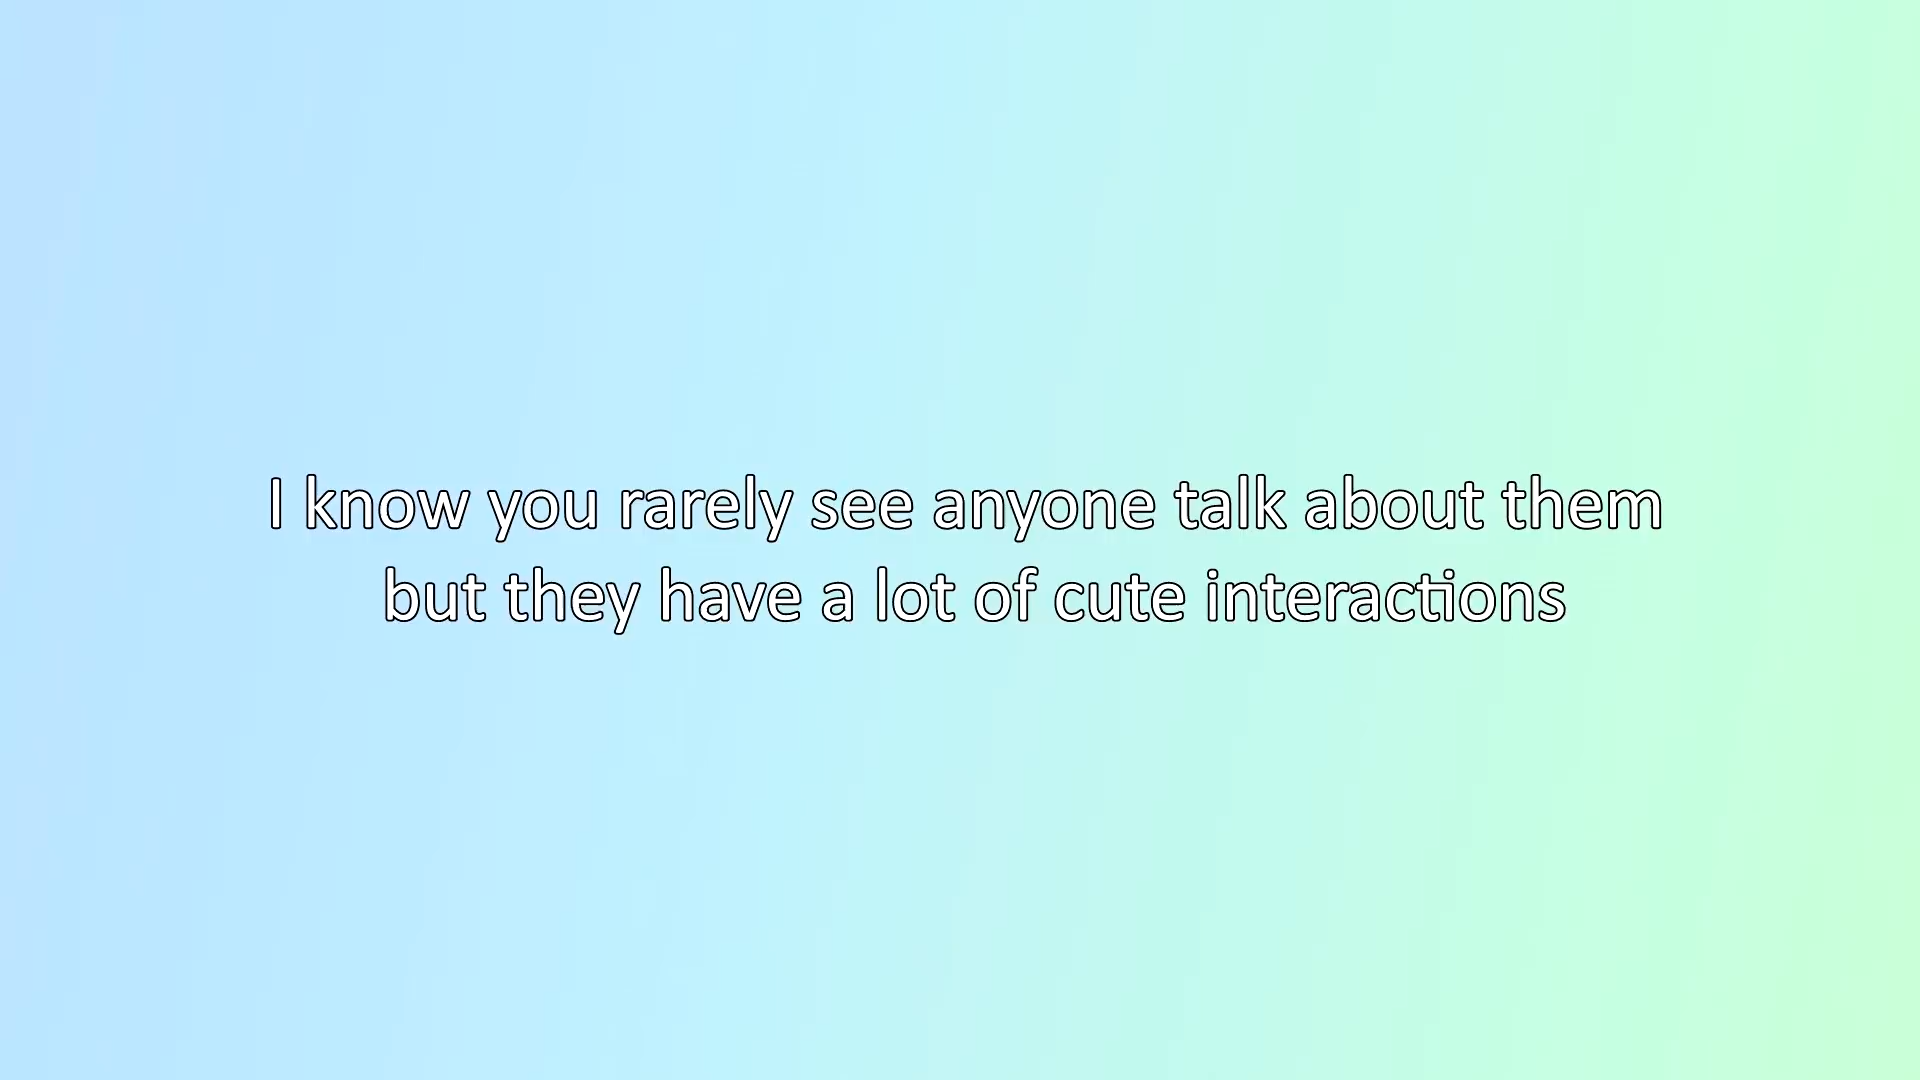 I know you rarely see anyone talk about them
but they have a lot of cute interactions